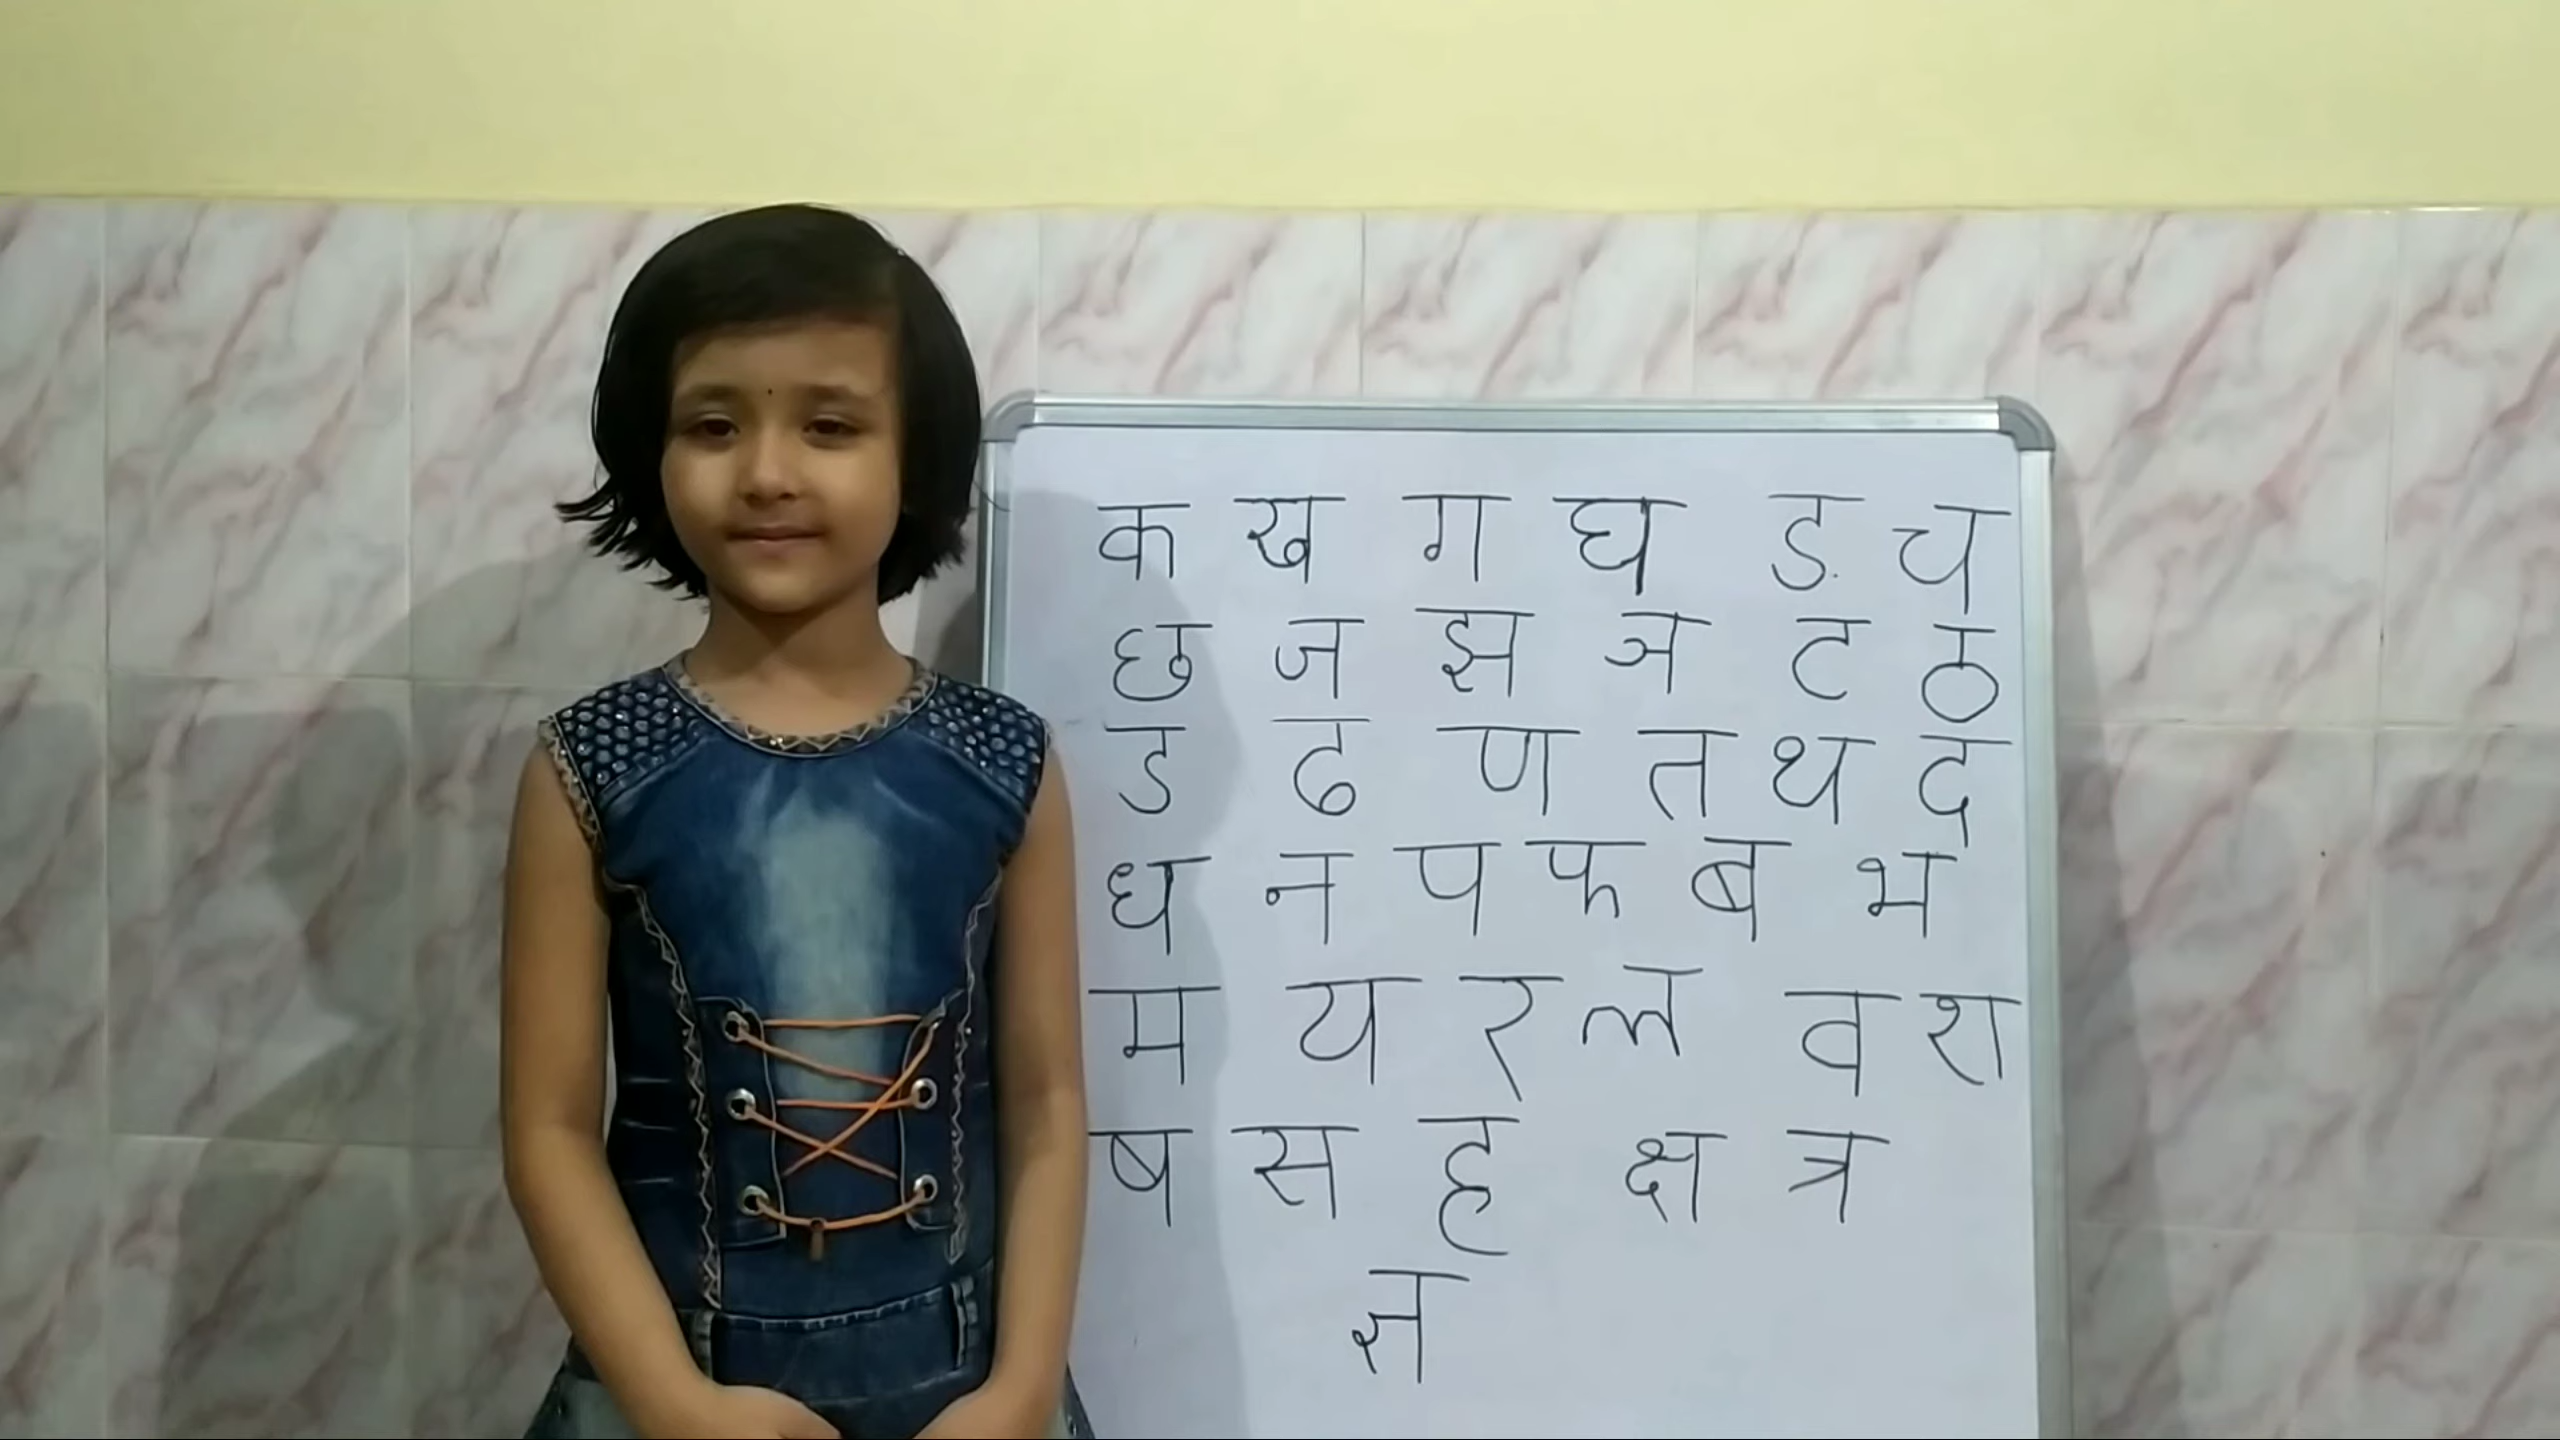 क ख ग घ ङ च
छ ज झ ञ ट ठ
ड ढ ण त थ द
ध न प फ ब भ
म य र ल व श
ष स ह क्ष त्र
ज्ञ